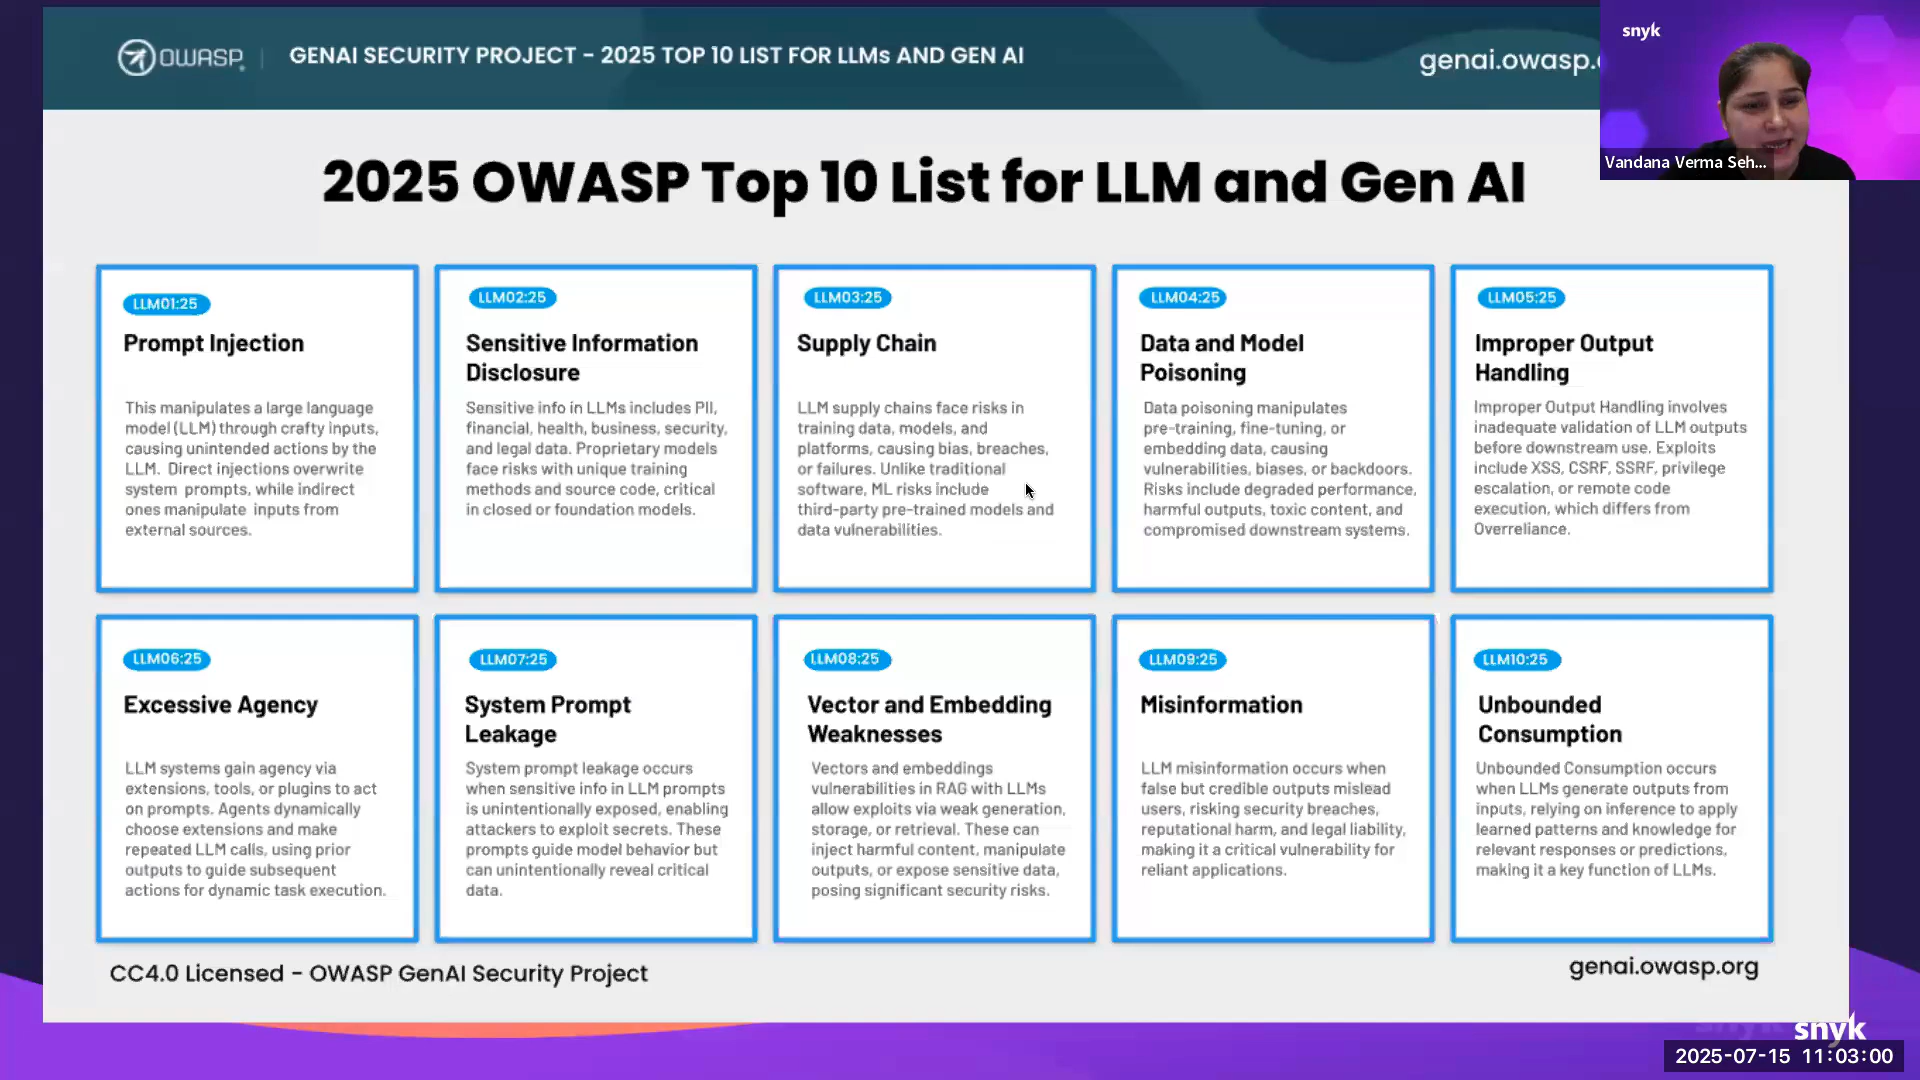 OWASP
GENAI SECURITY PROJECT - 2025 TOP 10 LIST FOR LLMs AND GEN AI
genai.owasp.
snyk
Vandana Verma Seh...
2025 OWASP Top 10 List for LLM and Gen AI
LLM01:25
Prompt Injection
This manipulates a large language
model (LLM) through crafty inputs,
causing unintended actions by the
LLM. Direct injections overwrite
system prompts, while indirect
ones manipulate inputs from
external sources.
LLM02:25
Sensitive Information
Disclosure
Sensitive info in LLMs includes PII,
financial, health, business, security,
and legal data. Proprietary models
face risks with unique training
methods and source code, critical
in closed or foundation models.
LLM03:25
Supply Chain
LLM supply chains face risks in
training data, models, and
platforms, causing bias, breaches,
or failures. Unlike traditional
software, ML risks include
third-party pre-trained models and
data vulnerabilities.
LLM04:25
Data and Model
Poisoning
Data poisoning manipulates
pre-training, fine-tuning, or
embedding data, causing
vulnerabilities, biases, or backdoors.
Risks include degraded performance,
harmful outputs, toxic content, and
compromised downstream systems.
LLM05:25
Improper Output
Handling
Improper Output Handling involves
inadequate validation of LLM outputs
before downstream use. Exploits
include XSS, CSRF, SSRF, privilege
escalation, or remote code
execution, which differs from
Overreliance.
LLM06:25
Excessive Agency
LLM systems gain agency via
extensions, tools, or plugins to act
on prompts. Agents dynamically
choose extensions and make
repeated LLM calls, using prior
outputs to guide subsequent
actions for dynamic task execution.
LLM07:25
System Prompt
Leakage
System prompt leakage occurs
when sensitive info in LLM prompts
is unintentionally exposed, enabling
attackers to exploit secrets. These
prompts guide model behavior but
can unintentionally reveal critical
data.
LLM08:25
Vector and Embedding
Weaknesses
Vectors and embeddings
vulnerabilities in RAG with LLMs
allow exploits via weak generation,
storage, or retrieval. These can
inject harmful content, manipulate
outputs, or expose sensitive data,
posing significant security risks.
LLM09:25
Misinformation
LLM misinformation occurs when
false but credible outputs mislead
users, risking security breaches,
reputational harm, and legal liability,
making it a critical vulnerability for
reliant applications.
LLM10:25
Unbounded
Consumption
Unbounded Consumption occurs
when LLMs generate outputs from
inputs, relying on inference to apply
learned patterns and knowledge for
relevant responses or predictions,
making it a key function of LLMs.
CC4.0 Licensed - OWASP GenAI Security Project
genai.owasp.org
snyk
2025-07-15 11:03:00